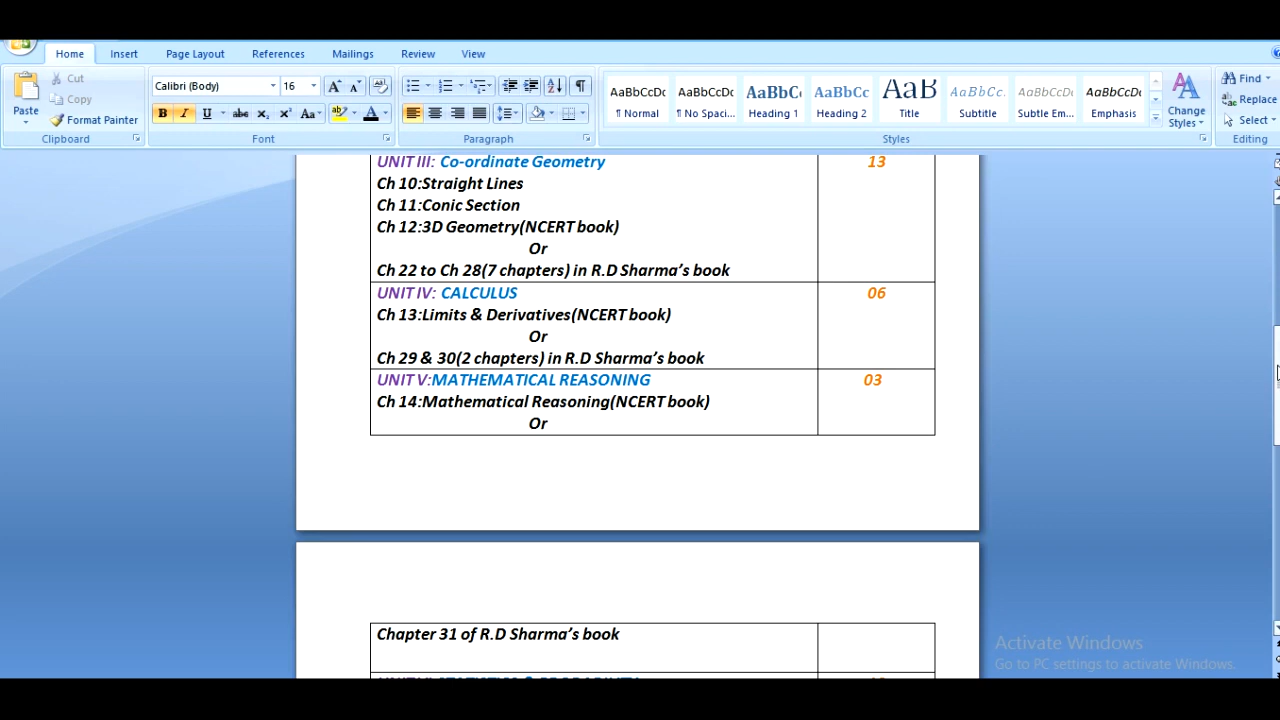 Home Insert Page Layout References Mailings Review View
Paste
Cut
Copy
Format Painter
Clipboard
Calibri (Body) 16
B I U abc x₂ x² Aa
Font
Paragraph
AaBbCcDc AaBbCcDc AaBbCc AaBbCc AaB AaBbCc. AaBbCcDc AaBbCcDc
¶ Normal ¶ No Spaci... Heading 1 Heading 2 Title Subtitle Subtle Em... Emphasis
Styles
Change Styles
Find
Replace
Select
Editing
UNIT III: Co-ordinate Geometry 13
Ch 10:Straight Lines
Ch 11:Conic Section
Ch 12:3D Geometry(NCERT book)
Or
Ch 22 to Ch 28(7 chapters) in R.D Sharma's book
UNIT IV: CALCULUS 06
Ch 13:Limits & Derivatives(NCERT book)
Or
Ch 29 & 30(2 chapters) in R.D Sharma's book
UNIT V:MATHEMATICAL REASONING 03
Ch 14:Mathematical Reasoning(NCERT book)
Or
Chapter 31 of R.D Sharma's book
Activate Windows
Go to PC settings to activate Windows.